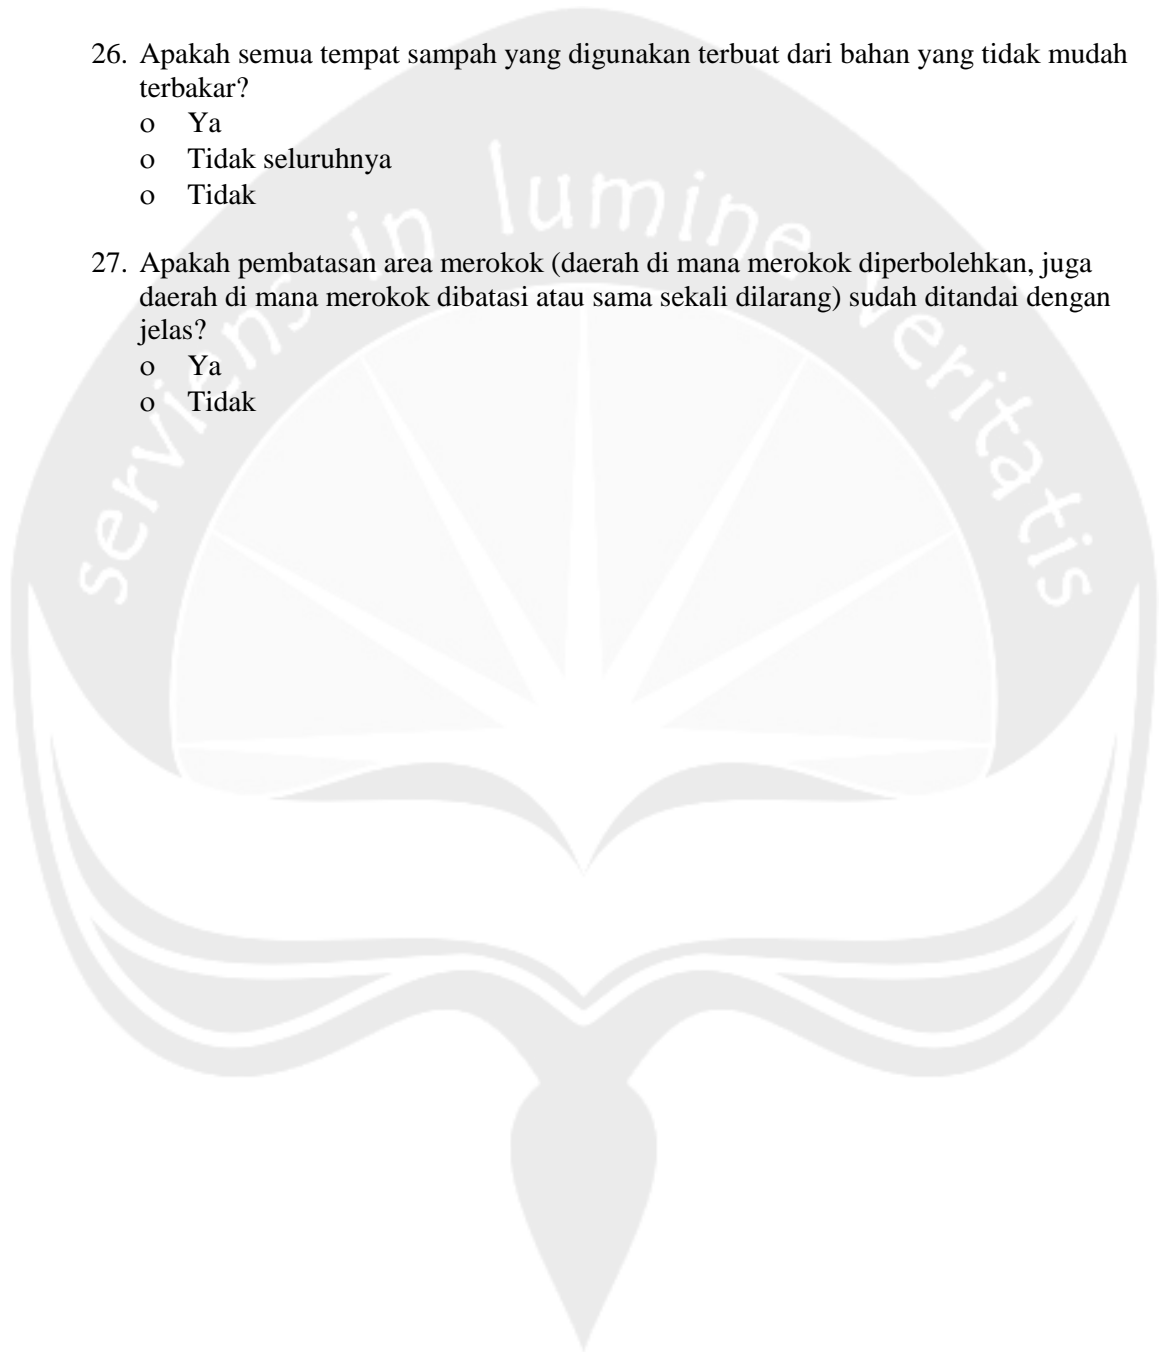 26. Apakah semua tempat sampah yang digunakan terbuat dari bahan yang tidak mudah
terbakar?
o Ya
o Tidak seluruhnya
o Tidak
27. Apakah pembatasan area merokok (daerah di mana merokok diperbolehkan, juga
daerah di mana merokok dibatasi atau sama sekali dilarang) sudah ditandai dengan
jelas?
o Ya
o Tidak
serviens in lumine veritatis